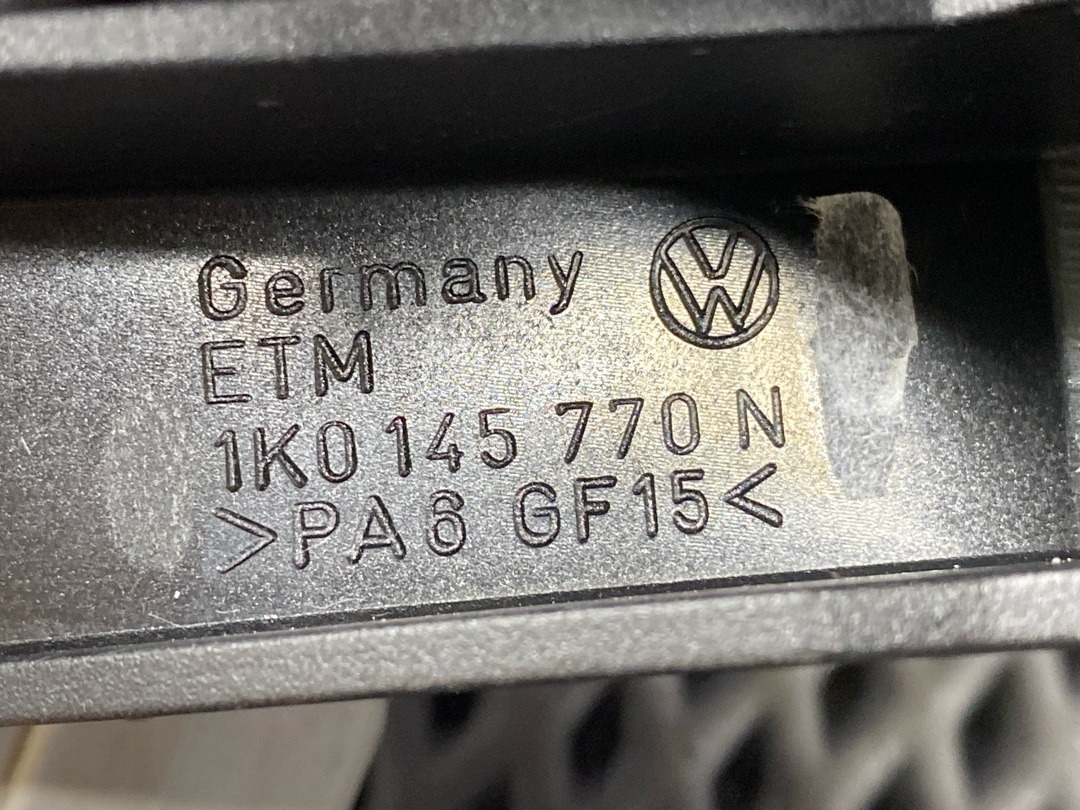 Germany
ETM
1K0 145 770 N
>PA6 GF15<